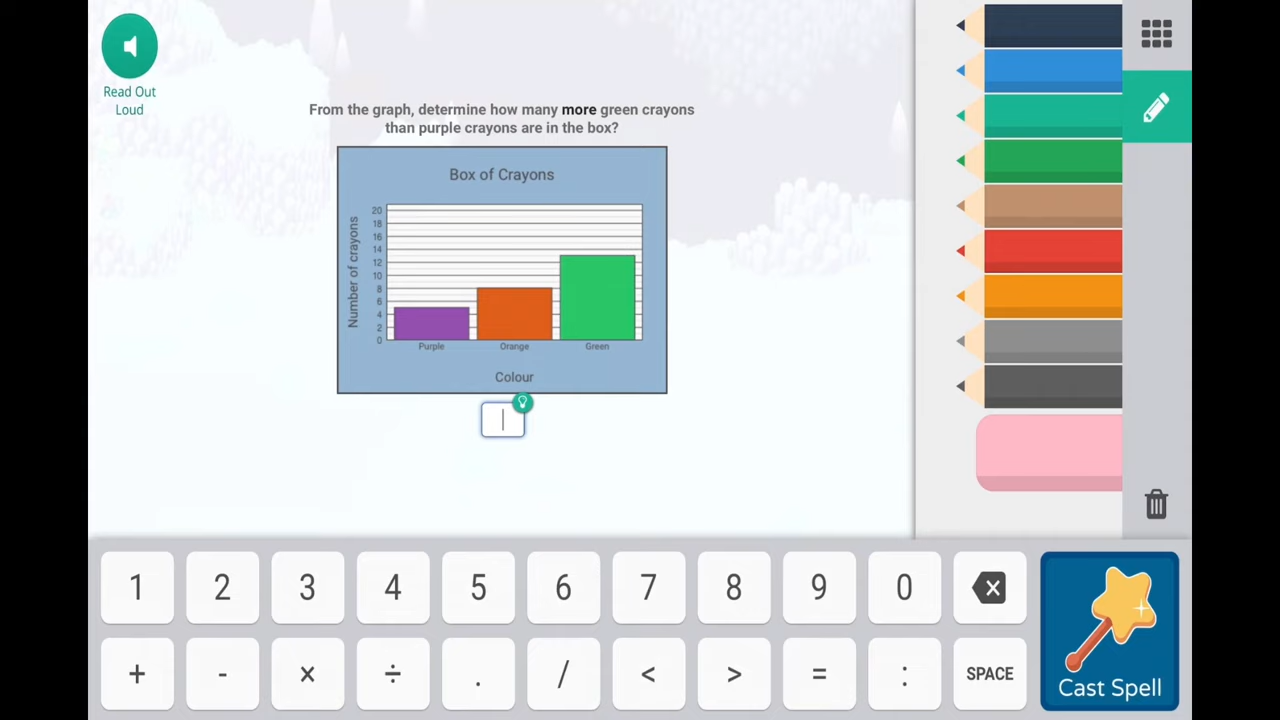 Read Out
Loud
From the graph, determine how many more green crayons
than purple crayons are in the box?
Box of Crayons
Number of crayons
20
18
16
14
12
10
8
6
4
2
0
Purple Orange Green
Colour
1 2 3 4 5 6 7 8 9 0
+ - × ÷ . / < > = : SPACE
Cast Spell